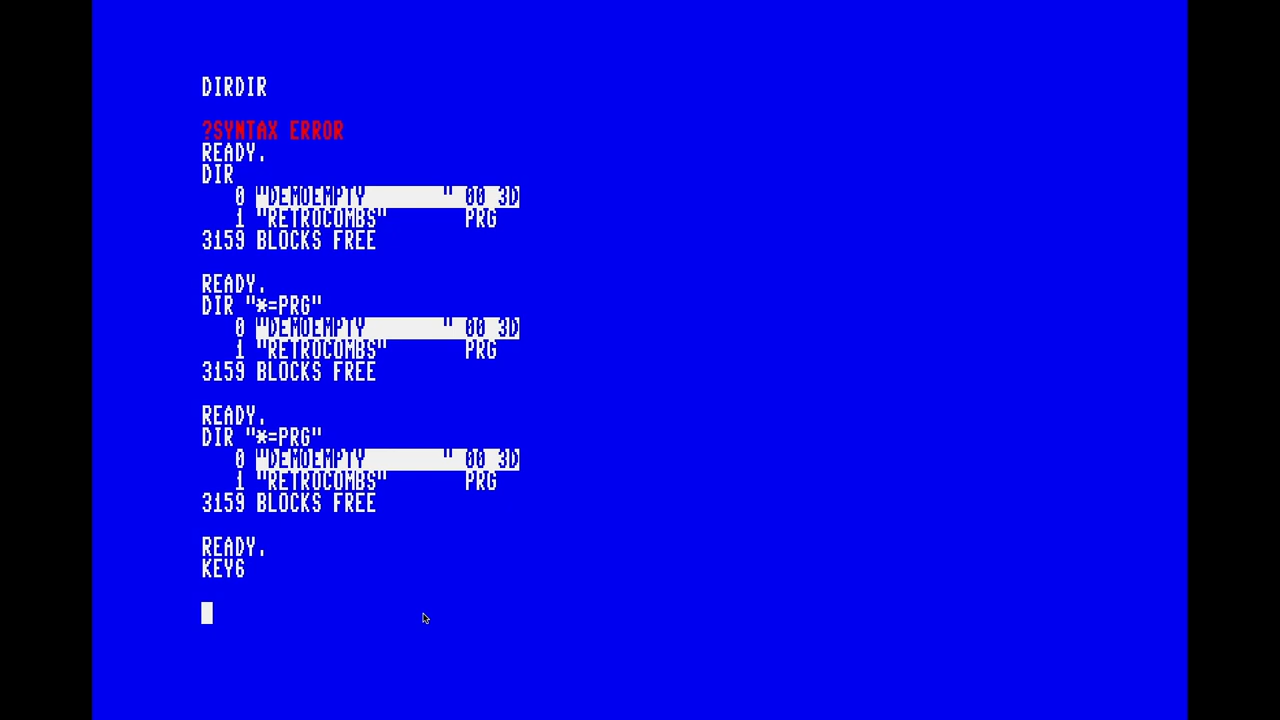 DIRDIR
?SYNTAX ERROR
READY.
DIR
0 "DEMOEMPTY       " 00 3D
1 "RETROCOMBS"       PRG
3159 BLOCKS FREE
READY.
DIR "*=PRG"
0 "DEMOEMPTY       " 00 3D
1 "RETROCOMBS"       PRG
3159 BLOCKS FREE
READY.
DIR "*=PRG"
0 "DEMOEMPTY       " 00 3D
1 "RETROCOMBS"       PRG
3159 BLOCKS FREE
READY.
KEY6